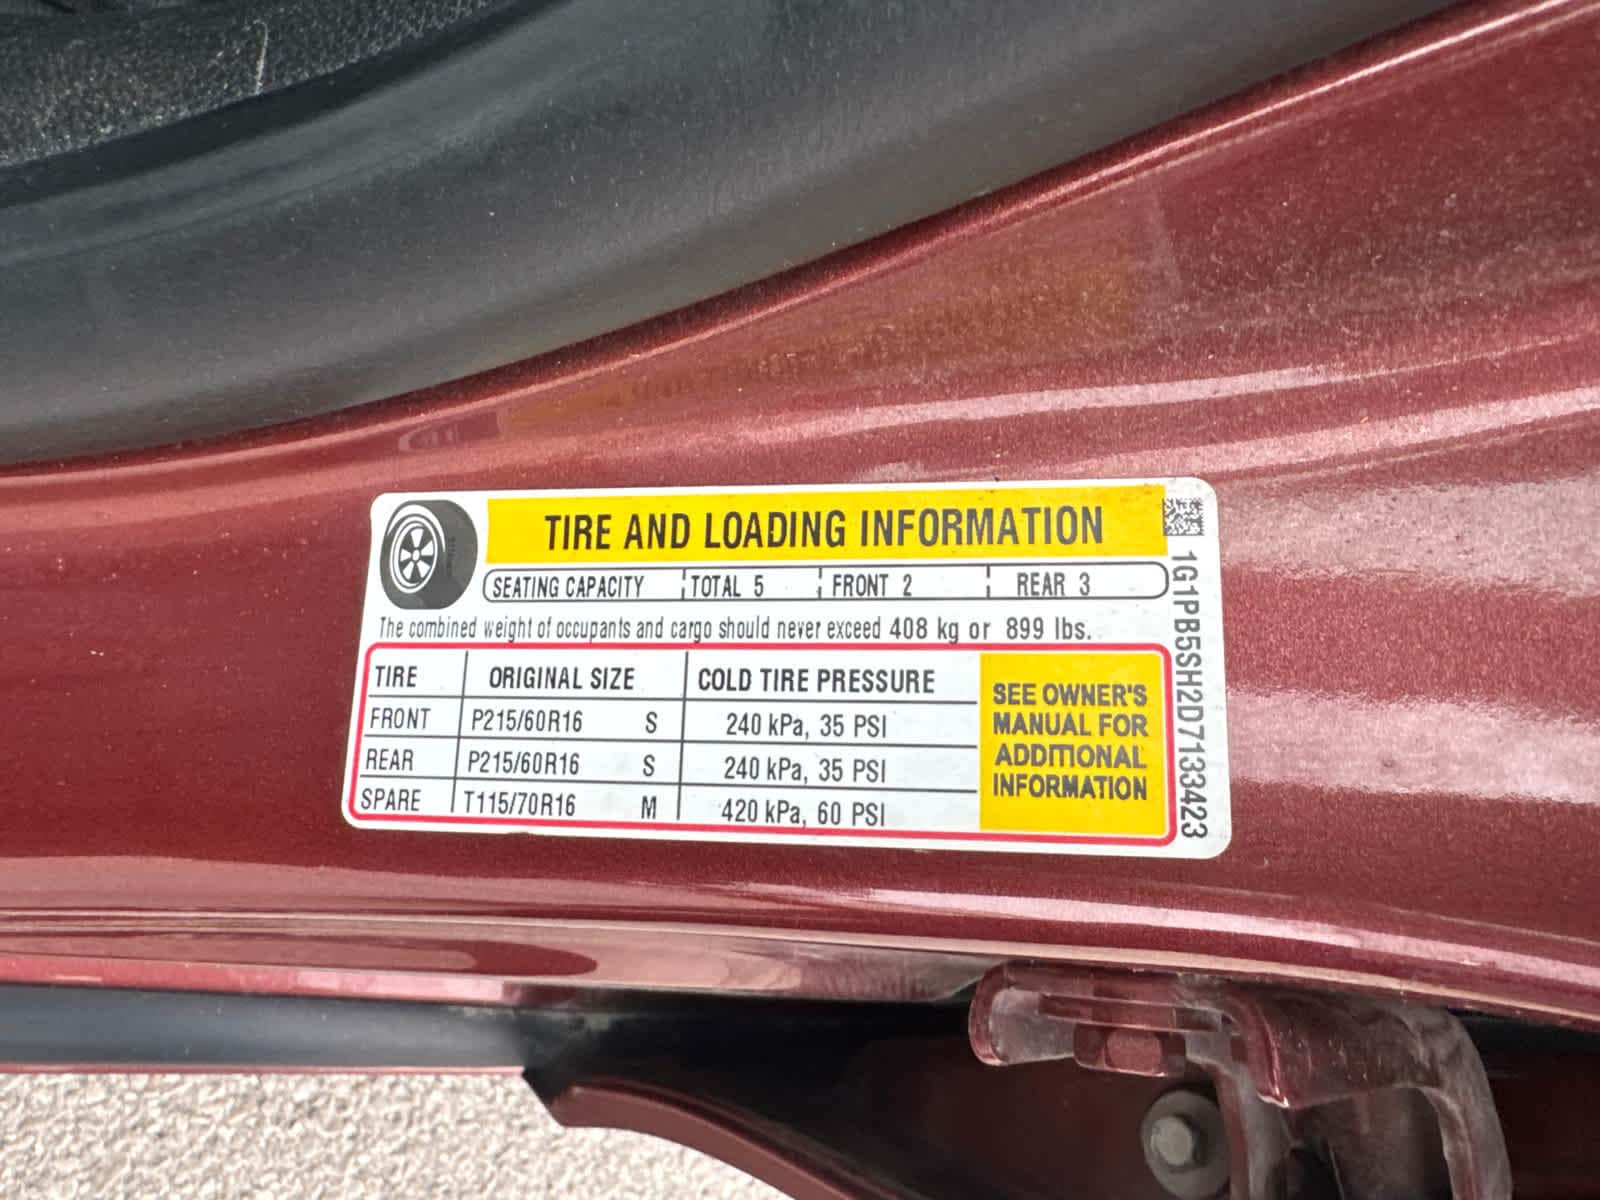 TIRE AND LOADING INFORMATION
SEATING CAPACITY TOTAL 5 FRONT 2 REAR 3
The combined weight of occupants and cargo should never exceed 408 kg or 899 lbs.
TIRE ORIGINAL SIZE COLD TIRE PRESSURE
FRONT P215/60R16 S 240 kPa, 35 PSI
REAR P215/60R16 S 240 kPa, 35 PSI
SPARE T115/70R16 M 420 kPa, 60 PSI
SEE OWNER'S
MANUAL FOR
ADDITIONAL
INFORMATION
1G1PB5SH2D7133423